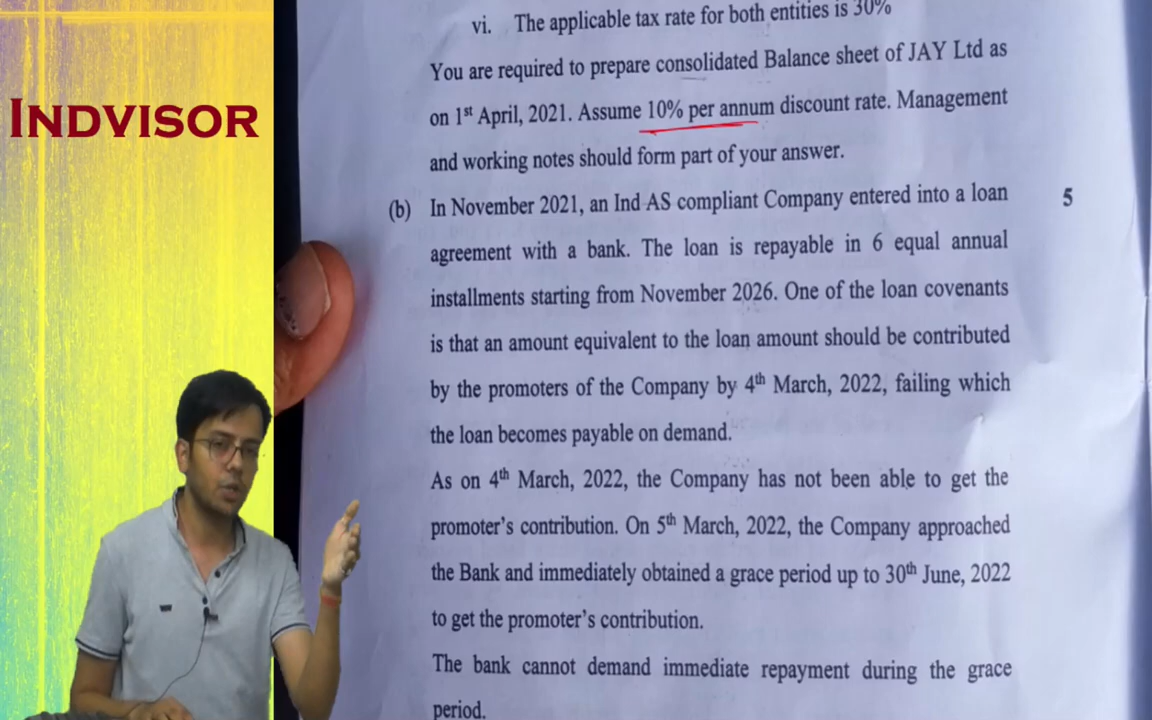 INDVISOR
vi. The applicable tax rate for both entities is 30%
You are required to prepare consolidated Balance sheet of JAY Ltd as
on 1st April, 2021. Assume 10% per annum discount rate. Management
and working notes should form part of your answer.
(b) In November 2021, an Ind AS compliant Company entered into a loan 5
agreement with a bank. The loan is repayable in 6 equal annual
installments starting from November 2026. One of the loan covenants
is that an amount equivalent to the loan amount should be contributed
by the promoters of the Company by 4th March, 2022, failing which
the loan becomes payable on demand.
As on 4th March, 2022, the Company has not been able to get the
promoter's contribution. On 5th March, 2022, the Company approached
the Bank and immediately obtained a grace period up to 30th June, 2022
to get the promoter's contribution.
The bank cannot demand immediate repayment during the grace
period.